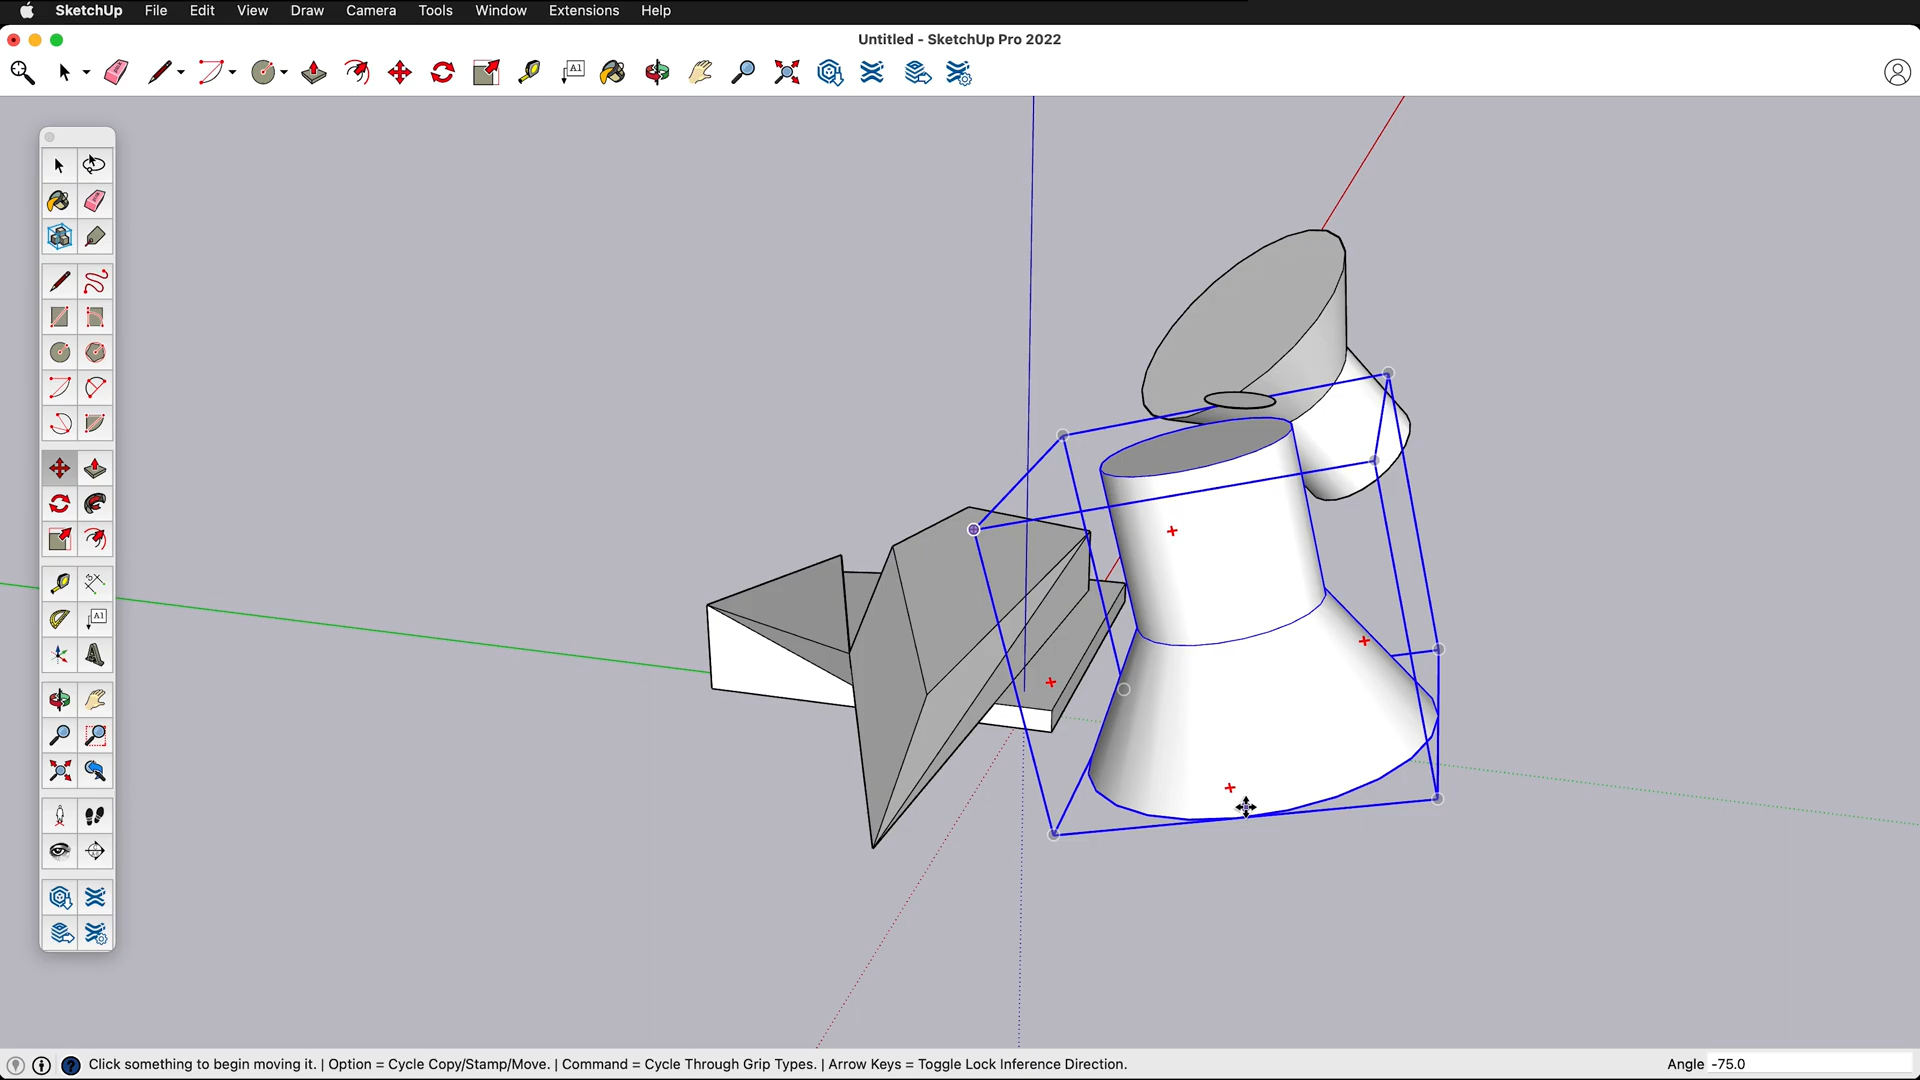 SketchUp File Edit View Draw Camera Tools Window Extensions Help
Untitled - SketchUp Pro 2022
A1
A1
Click something to begin moving it. | Option = Cycle Copy/Stamp/Move. | Command = Cycle Through Grip Types. | Arrow Keys = Toggle Lock Inference Direction.
Angle -75.0